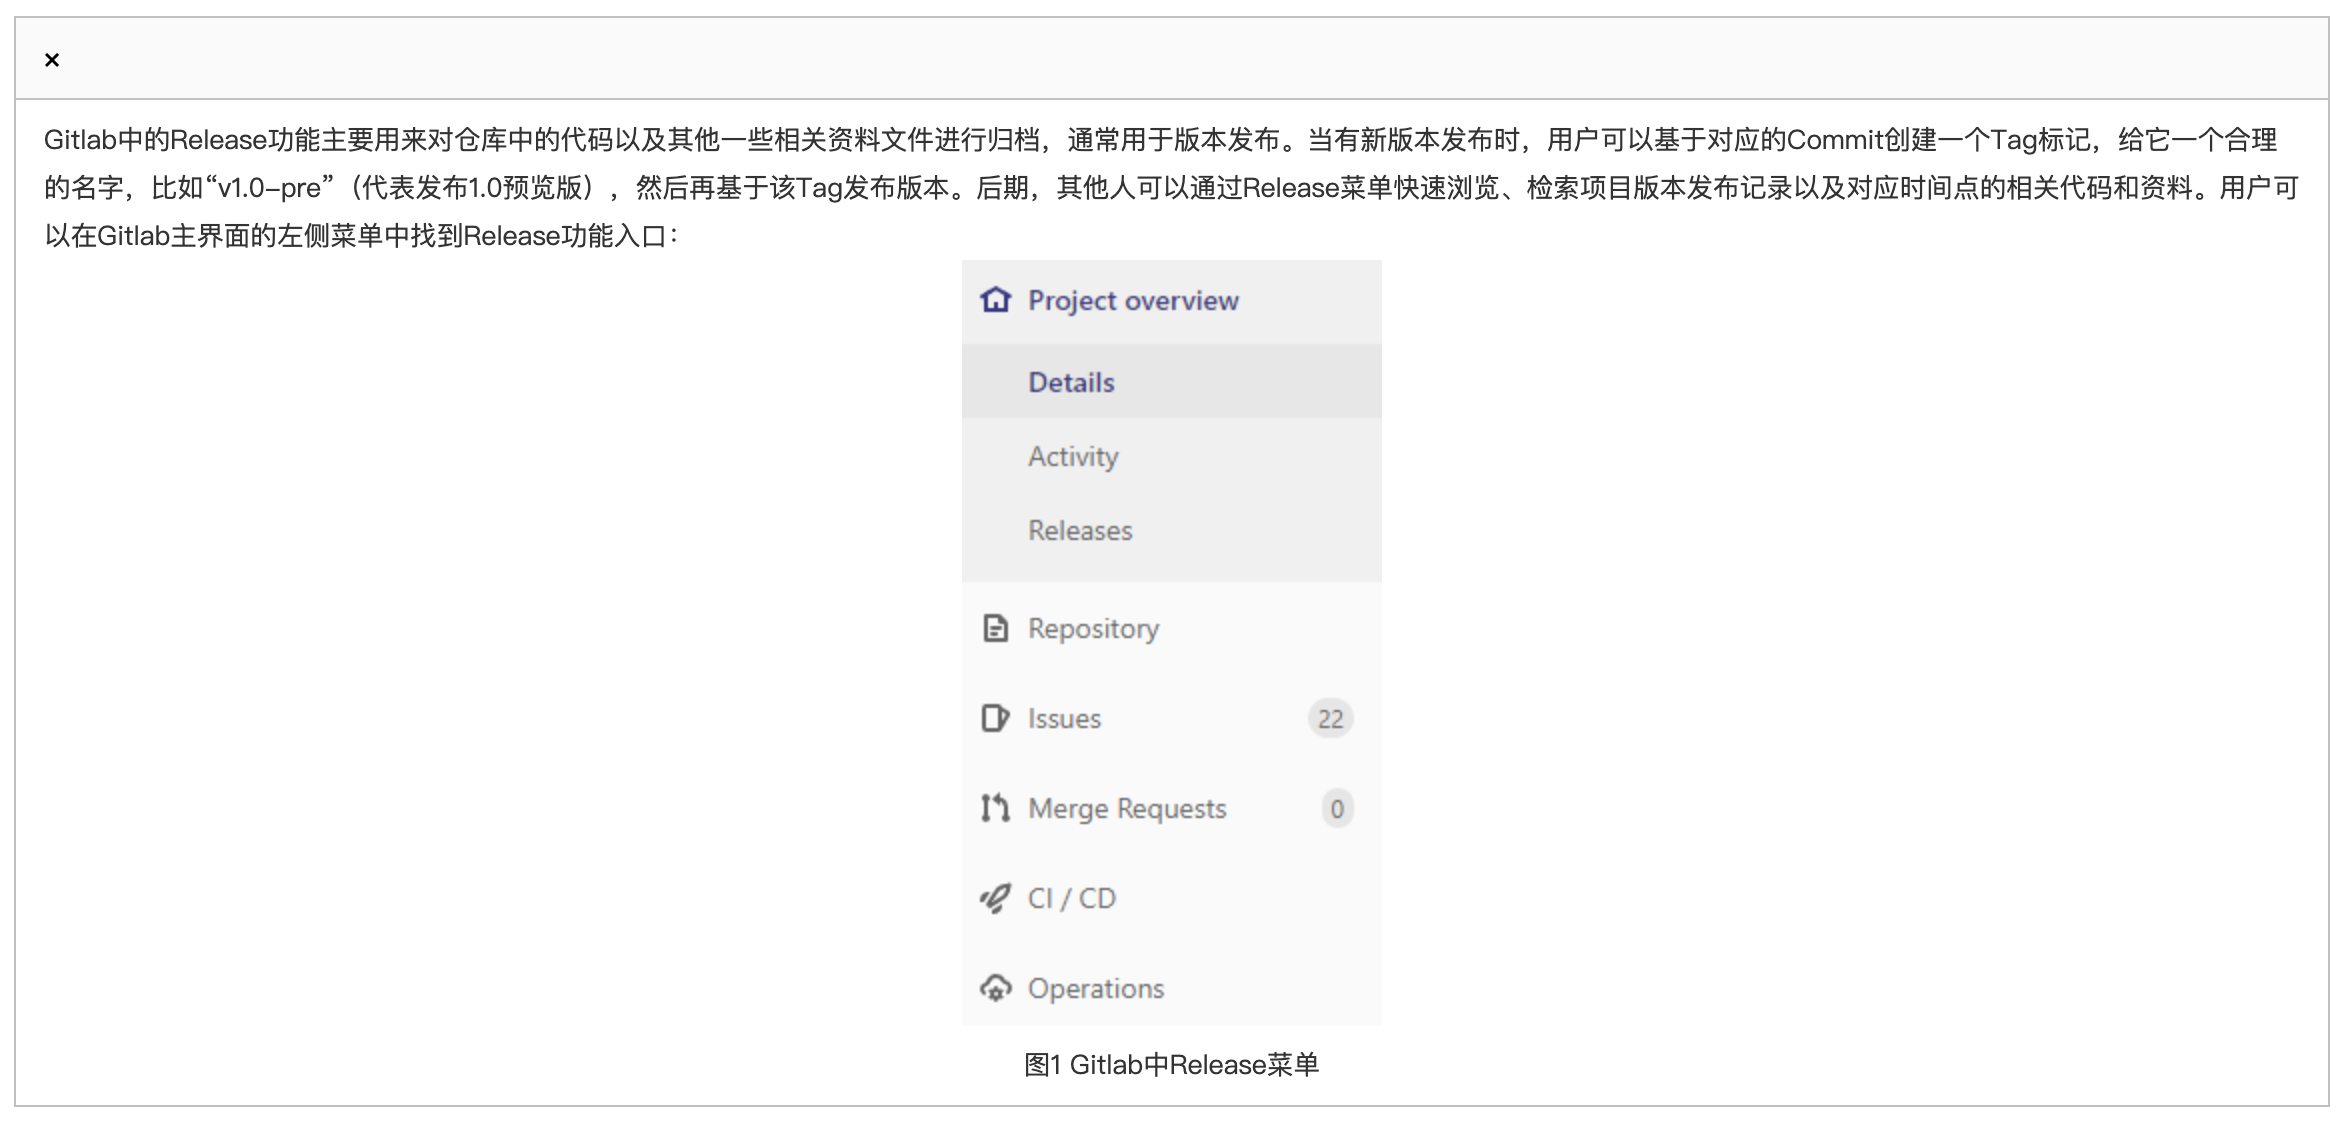 ×
Gitlab中的Release功能主要用来对仓库中的代码以及其他一些相关资料文件进行归档，通常用于版本发布。当有新版本发布时，用户可以基于对应的Commit创建一个Tag标记，给它一个合理
的名字，比如“v1.0-pre”（代表发布1.0预览版），然后再基于该Tag发布版本。后期，其他人可以通过Release菜单快速浏览、检索项目版本发布记录以及对应时间点的相关代码和资料。用户可
以在Gitlab主界面的左侧菜单中找到Release功能入口：
Project overview
Details
Activity
Releases
Repository
Issues 22
Merge Requests 0
CI / CD
Operations
图1 Gitlab中Release菜单